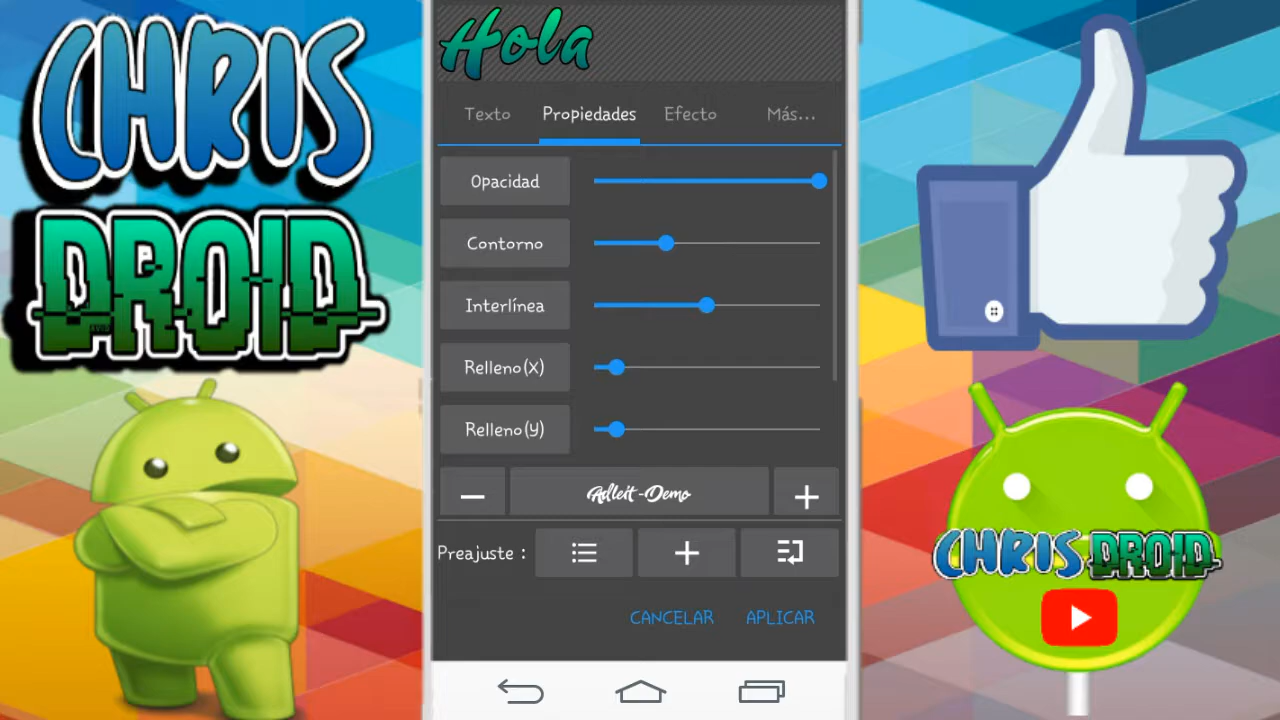 CHRIS
DROID
Hola
Texto Propiedades Efecto Más...
Opacidad
Contorno
Interlínea
Relleno(X)
Relleno(Y)
Adleit-Demo
Preajuste :
CANCELAR APLICAR
CHRIS DROID